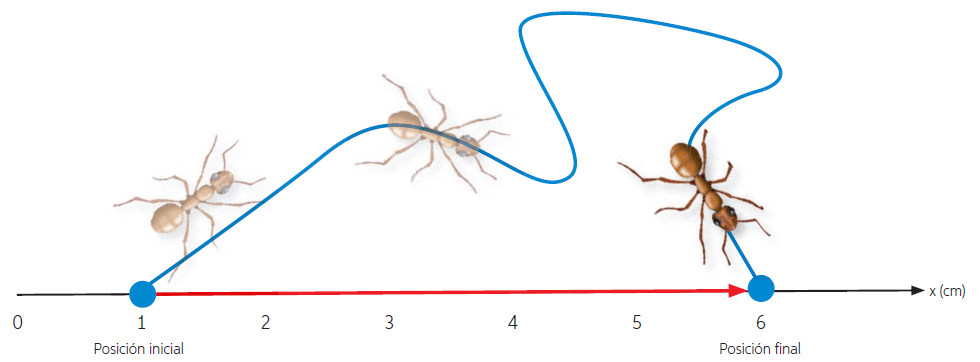 x (cm)
0 1 2 3 4 5 6
Posición inicial Posición final